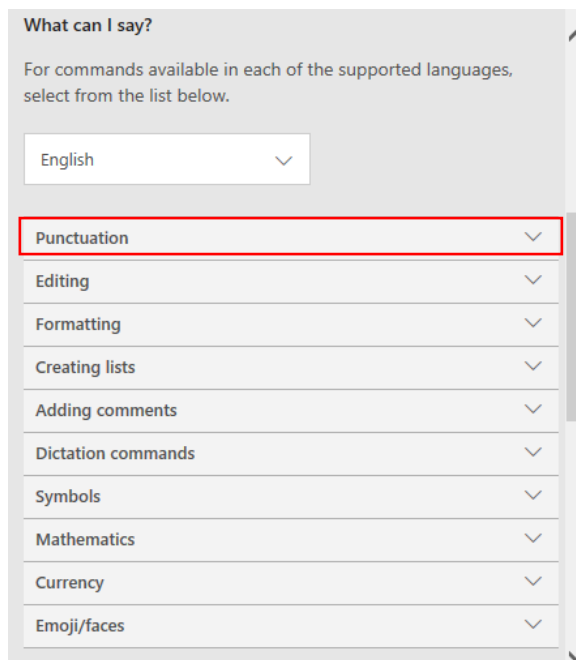 What can I say?
For commands available in each of the supported languages,
select from the list below.
English
Punctuation
Editing
Formatting
Creating lists
Adding comments
Dictation commands
Symbols
Mathematics
Currency
Emoji/faces